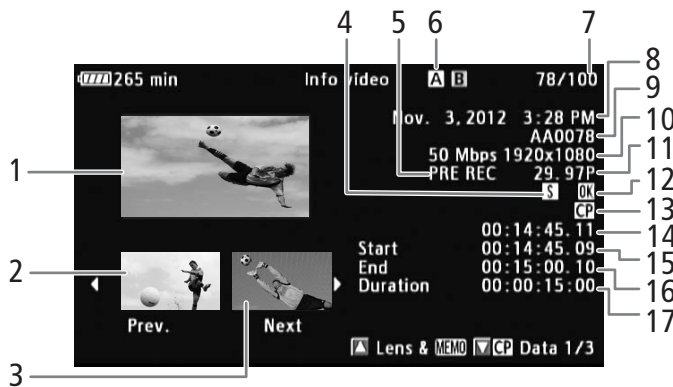 4 5 6 7
265 min Info video A B 78/100
8
Nov. 3, 2012 3:28 PM
9
AA0078
10
50 Mbps 1920x1080
11
PRE REC 29.97P
12
S OK
13
CP
1
14
00:14:45.11
15
Start 00:14:45.09
16
End 00:15:00.10
17
Duration 00:00:15:00
2
Prev. Next
3
Lens & MEMO CP Data 1/3